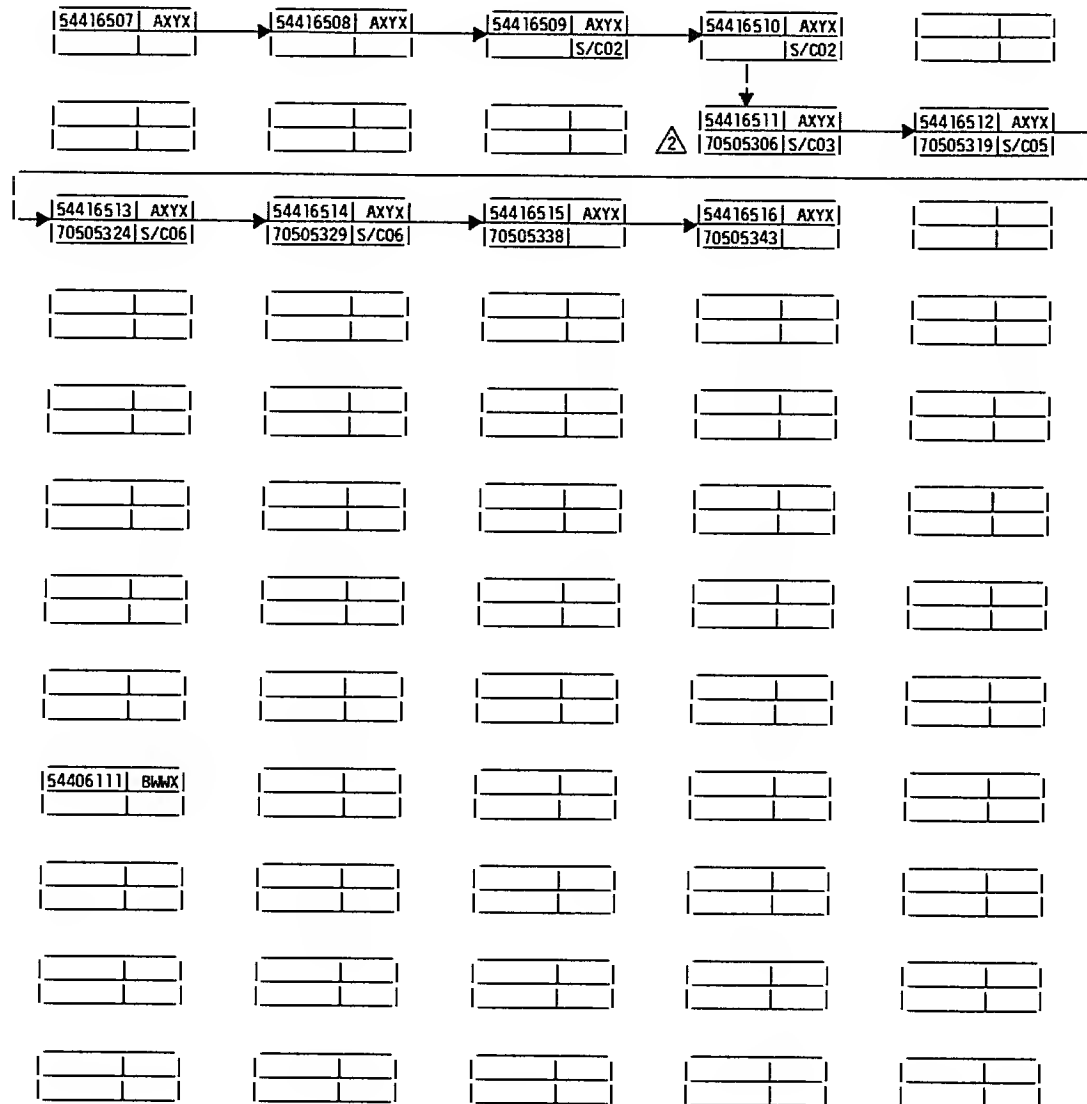 54416507 AXYX 54416508 AXYX 54416509 AXYX 54416510 AXYX
S/C02 S/C02
54416511 AXYX 54416512 AXYX
2 70505306 S/C03 70505319 S/C05
54416513 AXYX 54416514 AXYX 54416515 AXYX 54416516 AXYX
70505324 S/C06 70505329 S/C06 70505338 70505343
54406111 BWWX